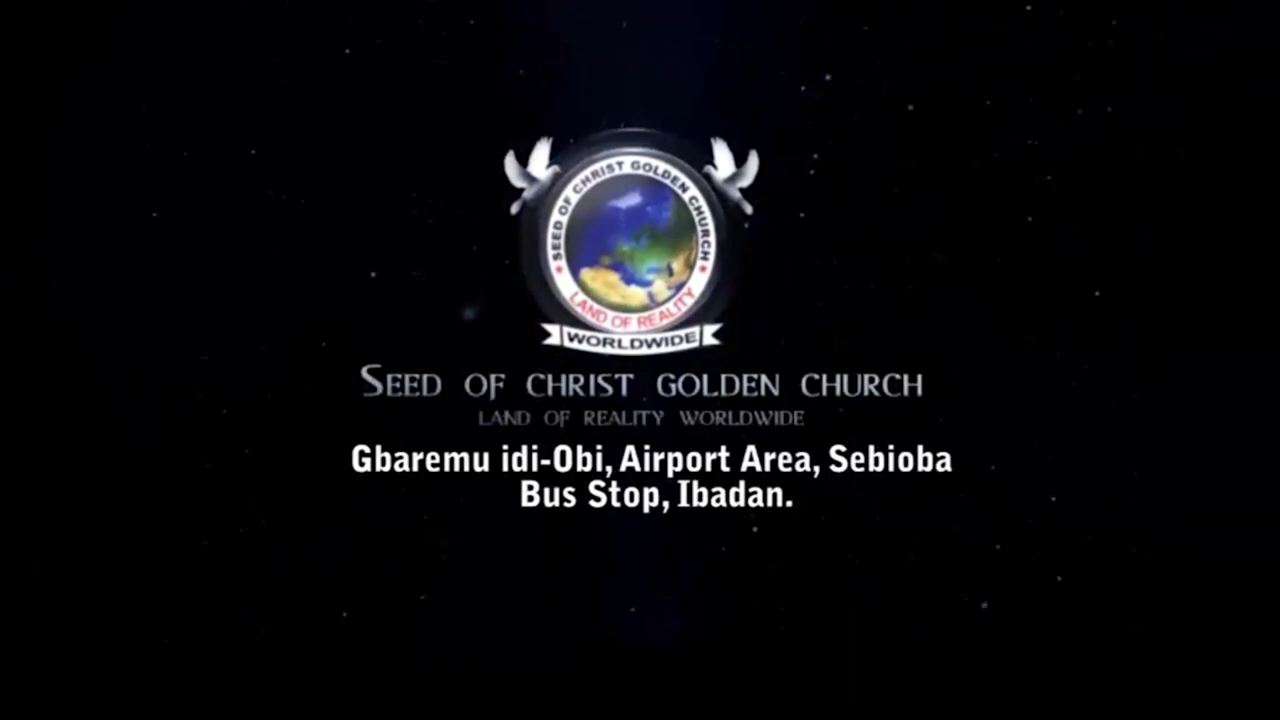 SEED OF CHRIST GOLDEN CHURCH
LAND OF REALITY
WORLDWIDE
SEED OF CHRIST GOLDEN CHURCH
LAND OF REALITY WORLDWIDE
Gbaremu idi-Obi, Airport Area, Sebioba
Bus Stop, Ibadan.